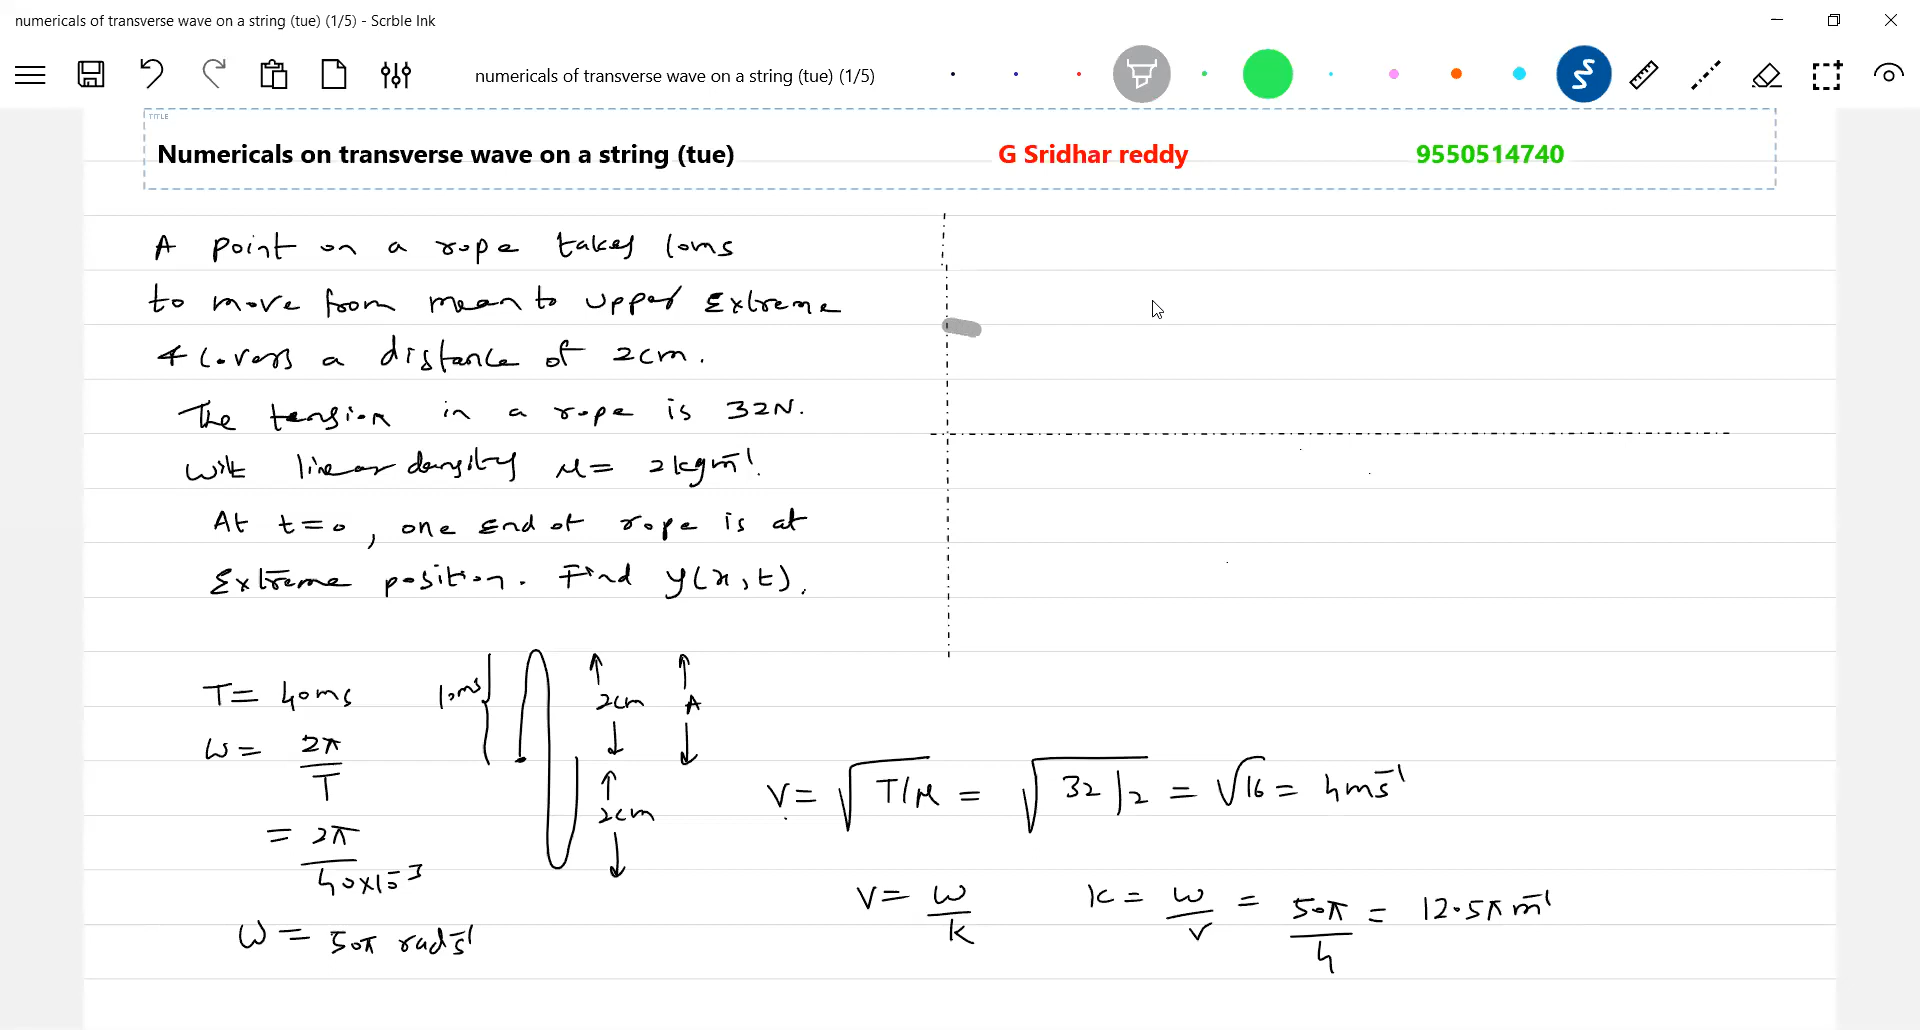 numericals of transverse wave on a string (tue) (1/5) - Scrble Ink
numericals of transverse wave on a string (tue) (1/5)
TITLE
Numericals on transverse wave on a string (tue) G Sridhar reddy 9550514740
A point on a rope takes 10ms
to move from mean to upper Extreme
& covers a distance of 2cm.
The tension in a rope is 32N.
with linear density μ = 2kgm⁻¹.
At t=0, one end of rope is at
Extreme position. Find y(x,t).
T = 40ms
10ms
2cm
A
ω = 2π/T
2cm
= 2π/40×10⁻³
ω = 50π rad s⁻¹
V = √T/μ = √32/2 = √16 = 4ms⁻¹
V = ω/k
k = ω/v = 50π/4 = 12.5π m⁻¹